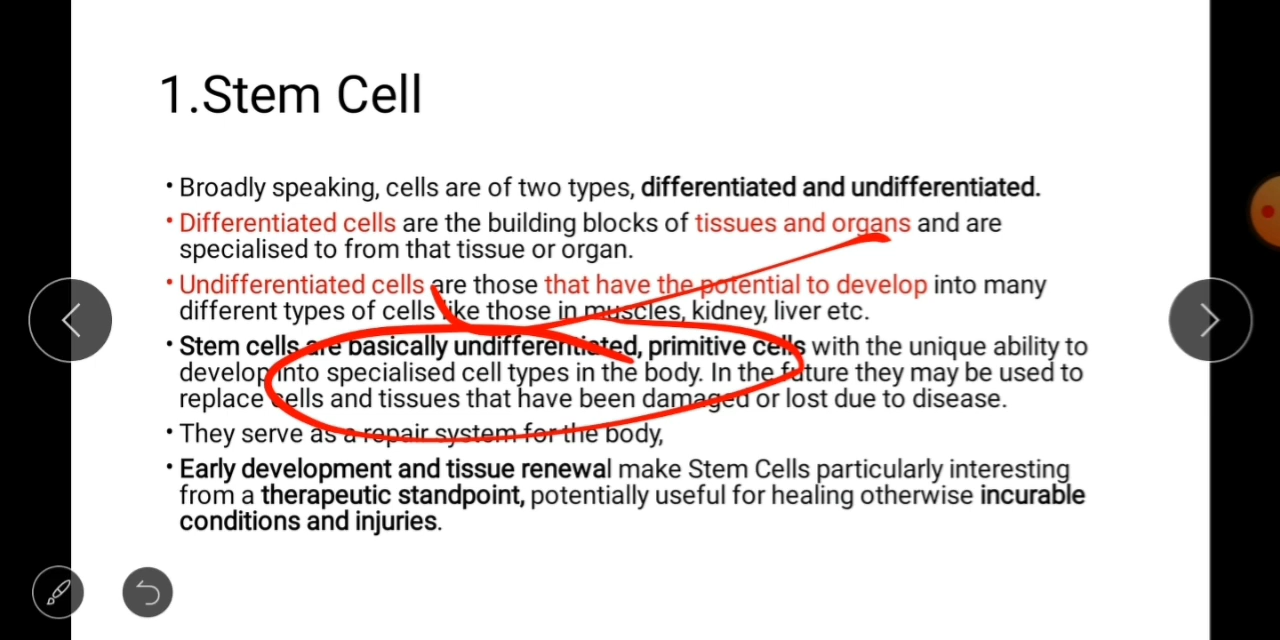 1.Stem Cell
• Broadly speaking, cells are of two types, differentiated and undifferentiated.
• Differentiated cells are the building blocks of tissues and organs and are
specialised to from that tissue or organ.
• Undifferentiated cells are those that have the potential to develop into many
different types of cells like those in muscles, kidney, liver etc.
• Stem cells are basically undifferentiated, primitive cells with the unique ability to
develop into specialised cell types in the body. In the future they may be used to
replace cells and tissues that have been damaged or lost due to disease.
• They serve as a repair system for the body,
• Early development and tissue renewal make Stem Cells particularly interesting
from a therapeutic standpoint, potentially useful for healing otherwise incurable
conditions and injuries.